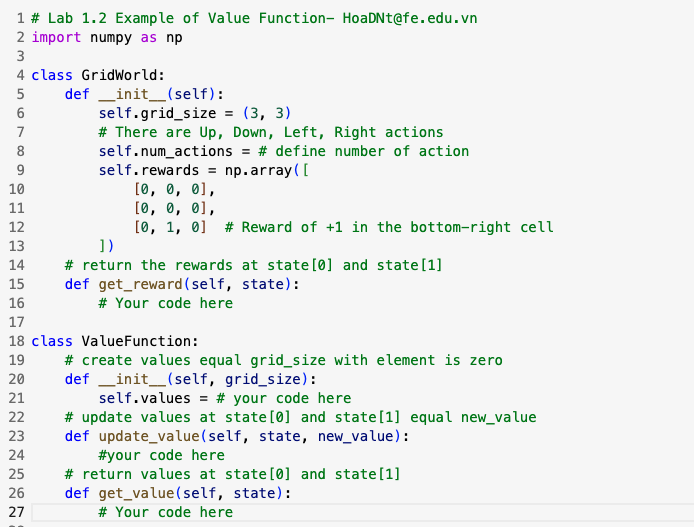 1 # Lab 1.2 Example of Value Function– HoaDNt@fe.edu.vn
2 import numpy as np
3
4 class GridWorld:
5     def __init__(self):
6         self.grid_size = (3, 3)
7         # There are Up, Down, Left, Right actions
8         self.num_actions = # define number of action
9         self.rewards = np.array([
10             [0, 0, 0],
11             [0, 0, 0],
12             [0, 1, 0]  # Reward of +1 in the bottom–right cell
13         ])
14     # return the rewards at state[0] and state[1]
15     def get_reward(self, state):
16         # Your code here
17
18 class ValueFunction:
19     # create values equal grid_size with element is zero
20     def __init__(self, grid_size):
21         self.values = # your code here
22     # update values at state[0] and state[1] equal new_value
23     def update_value(self, state, new_value):
24         #your code here
25     # return values at state[0] and state[1]
26     def get_value(self, state):
27         # Your code here